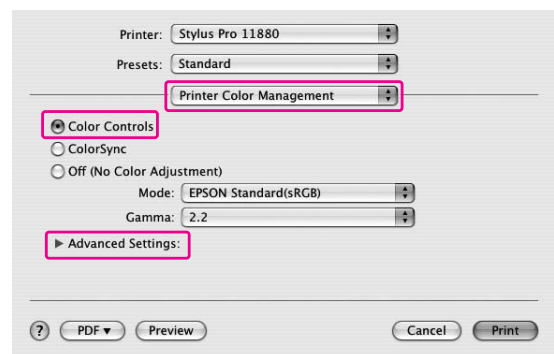 Printer: Stylus Pro 11880
Presets: Standard
Printer Color Management
Color Controls
ColorSync
Off (No Color Adjustment)
Mode: EPSON Standard(sRGB)
Gamma: 2.2
Advanced Settings:
? PDF Preview Cancel Print